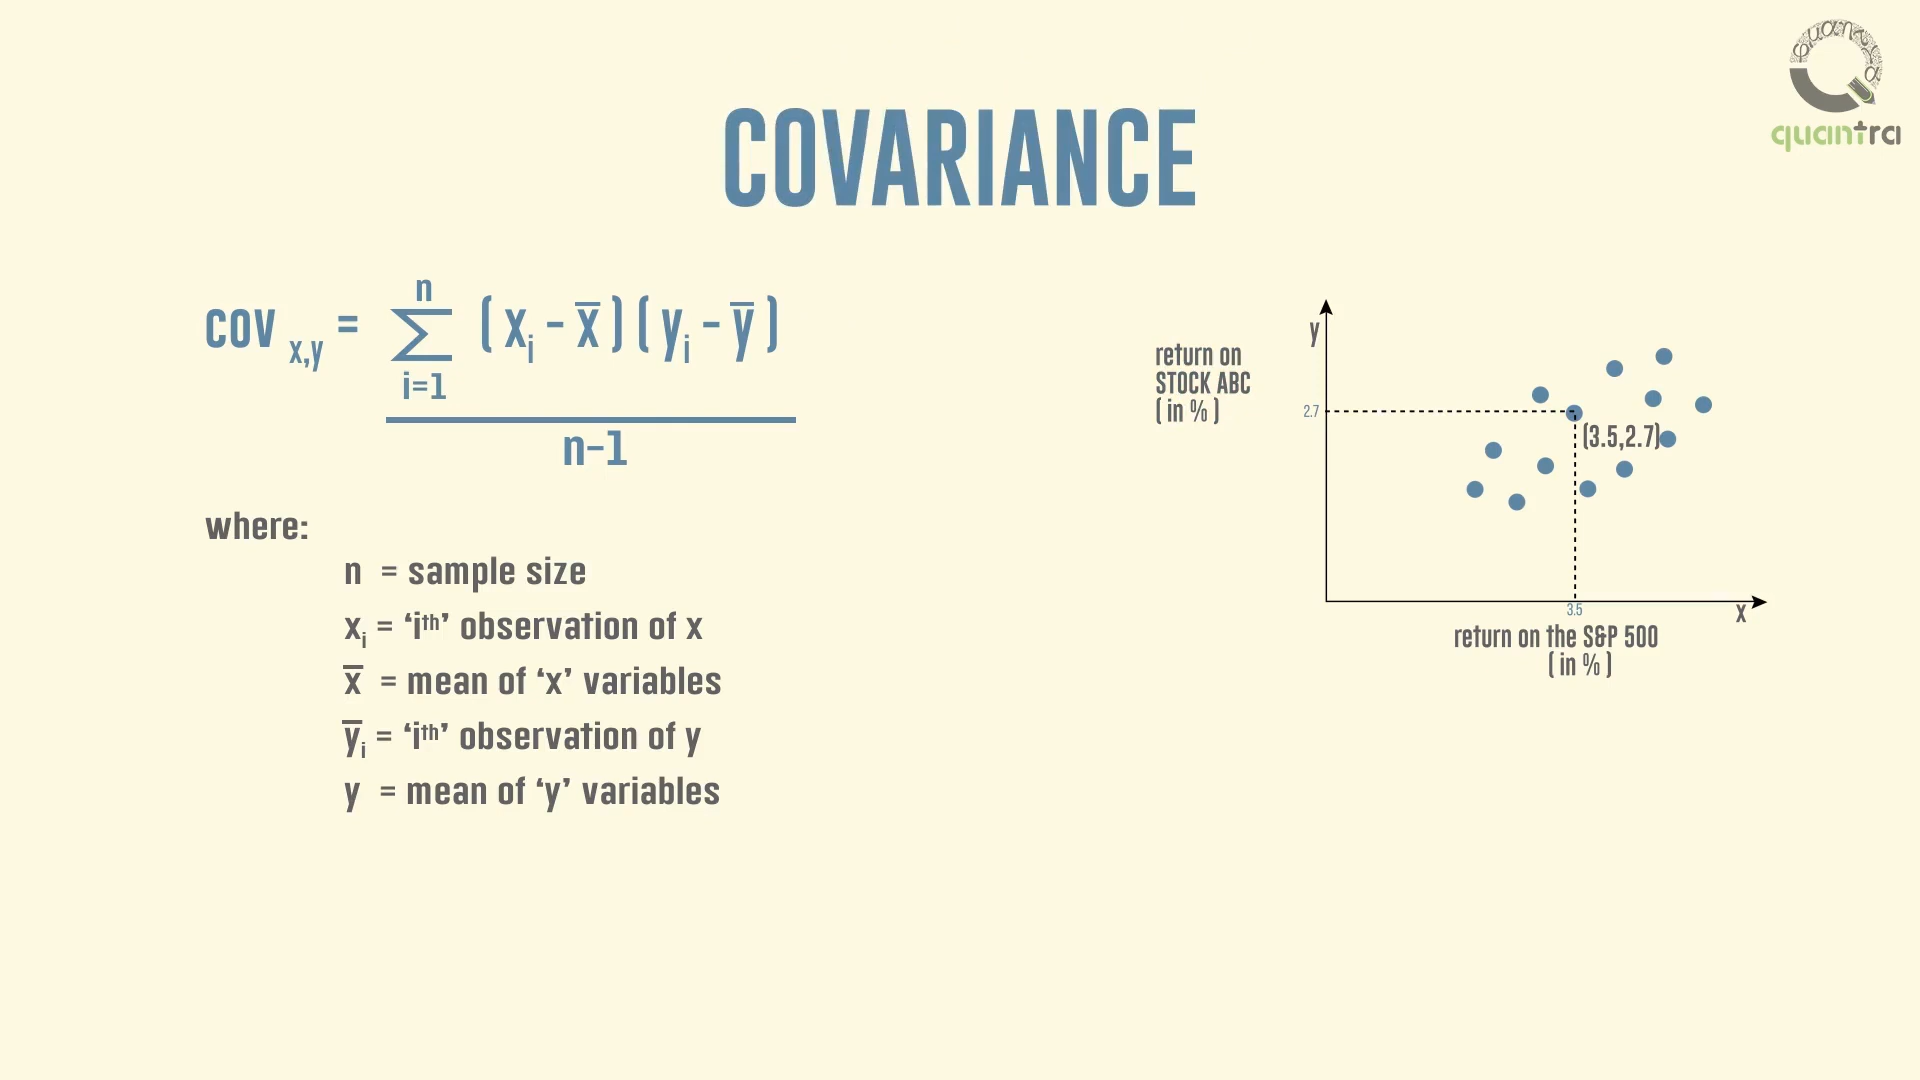 quantra
quantra
COVARIANCE
cov x,y = n ∑ i=1 (xᵢ - x̅)(yᵢ - y̅)
n-1
where:
n = sample size
xᵢ = ‘iᵗʰ’ observation of x
x̅ = mean of ‘x’ variables
y̅ᵢ = ‘iᵗʰ’ observation of y
y = mean of ‘y’ variables
y
return on
STOCK ABC
(in %)
2.7
(3.5,2.7)
3.5
x
return on the S&P 500
(in %)